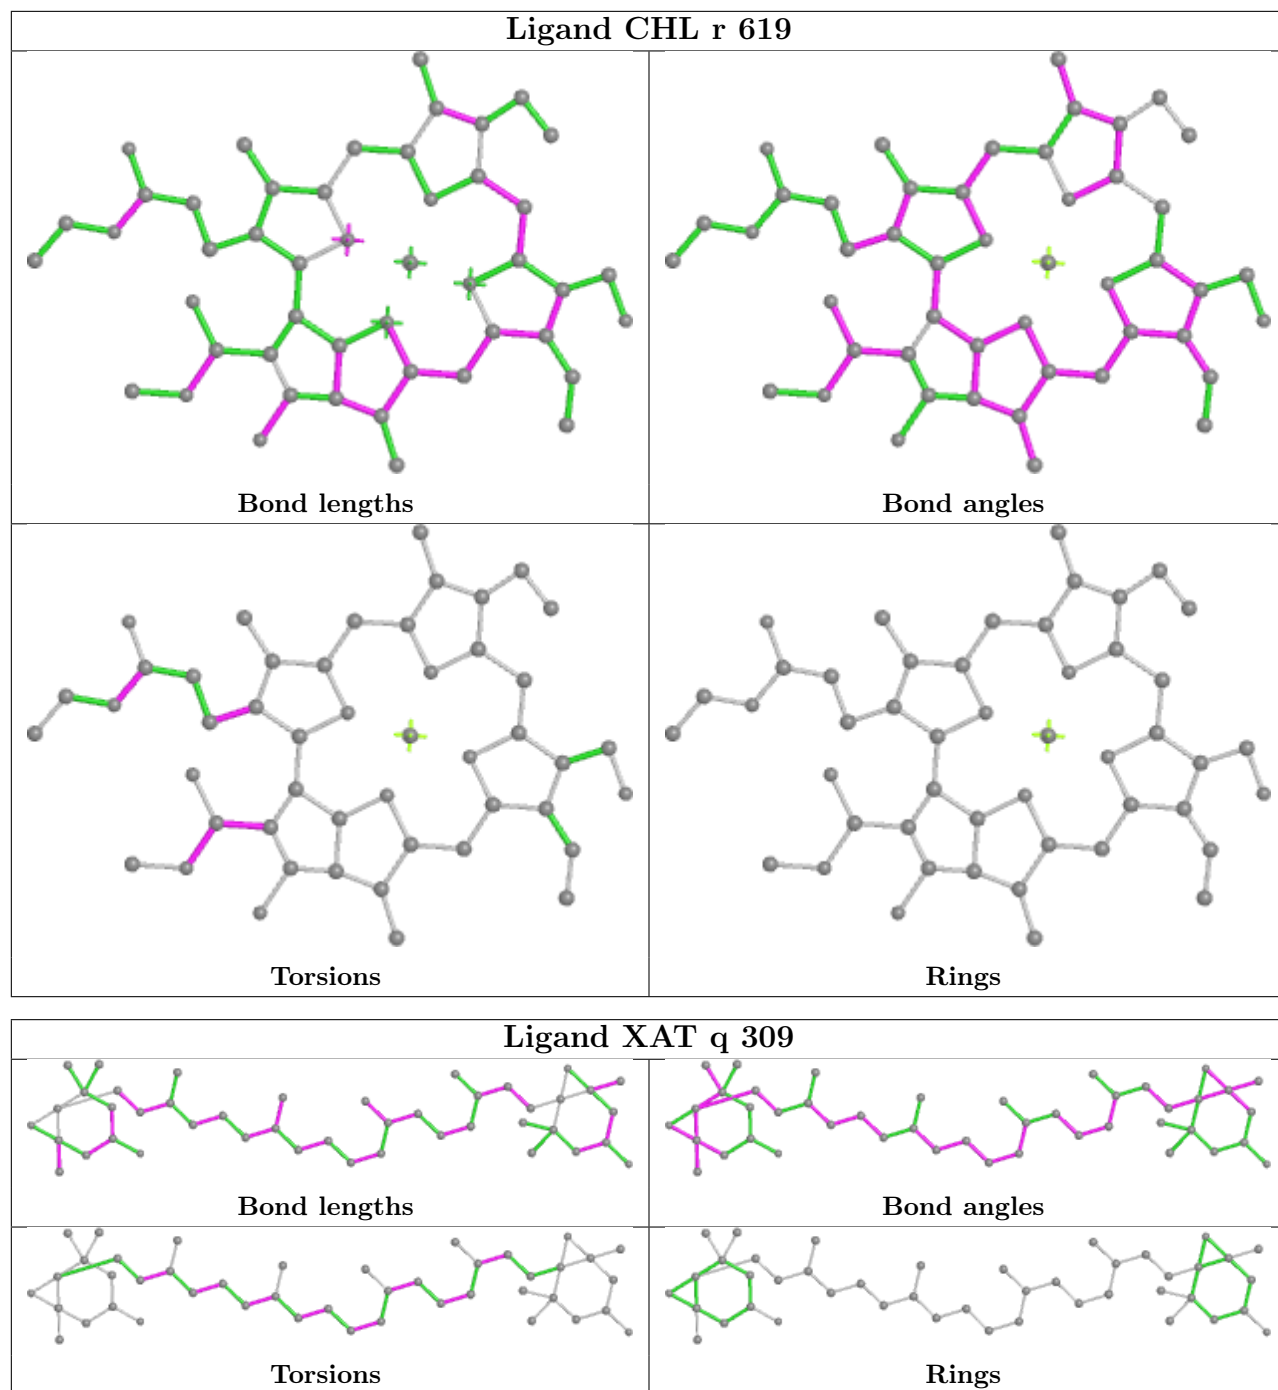 Ligand CHL r 619
Bond lengths
Bond angles
Torsions
Rings
Ligand XAT q 309
Bond lengths
Bond angles
Torsions
Rings